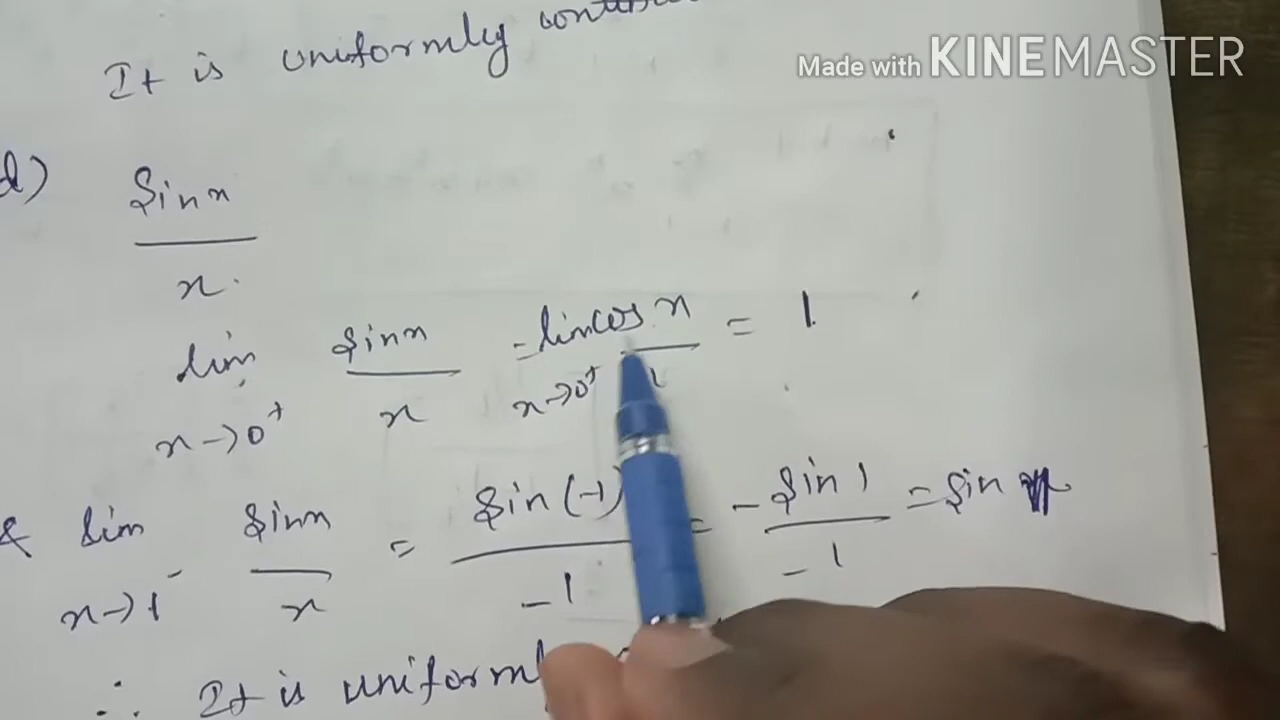 It is uniformly
Made with KINEMASTER
d) Sin x
x
lim x→0+ Sin x / x = lim x→0+ cos x / 1 = 1
& lim x→1- Sin x / x = Sin(-1) / -1 = - Sin 1 / -1 = Sin
∴ It is